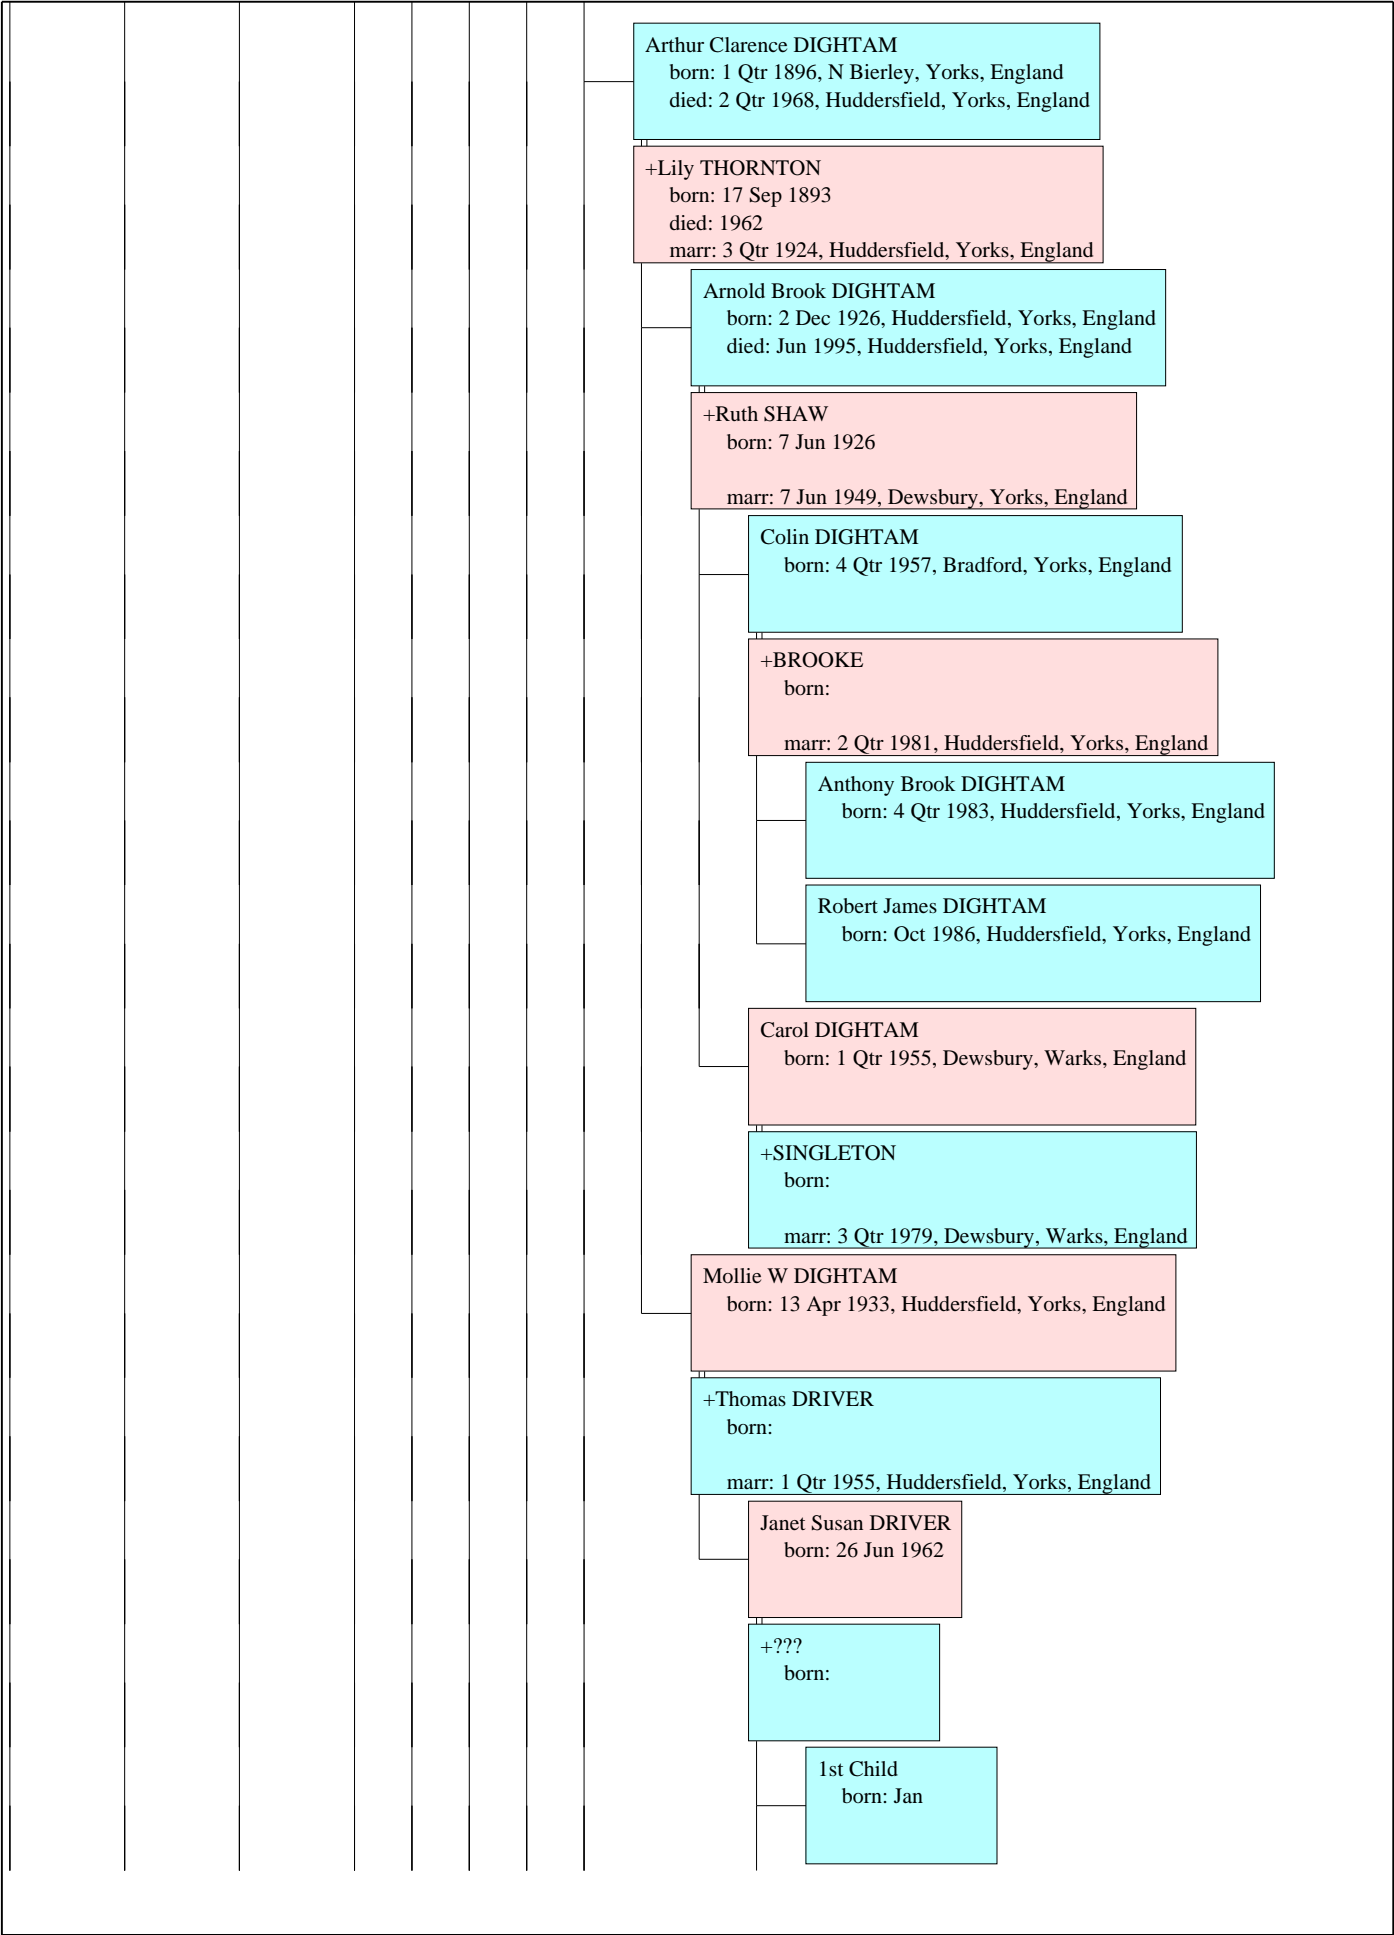 Arthur Clarence DIGHTAM
born: 1 Qtr 1896, N Bierley, Yorks, England
died: 2 Qtr 1968, Huddersfield, Yorks, England
+Lily THORNTON
born: 17 Sep 1893
died: 1962
marr: 3 Qtr 1924, Huddersfield, Yorks, England
Arnold Brook DIGHTAM
born: 2 Dec 1926, Huddersfield, Yorks, England
died: Jun 1995, Huddersfield, Yorks, England
+Ruth SHAW
born: 7 Jun 1926
marr: 7 Jun 1949, Dewsbury, Yorks, England
Colin DIGHTAM
born: 4 Qtr 1957, Bradford, Yorks, England
+BROOKE
born:
marr: 2 Qtr 1981, Huddersfield, Yorks, England
Anthony Brook DIGHTAM
born: 4 Qtr 1983, Huddersfield, Yorks, England
Robert James DIGHTAM
born: Oct 1986, Huddersfield, Yorks, England
Carol DIGHTAM
born: 1 Qtr 1955, Dewsbury, Warks, England
+SINGLETON
born:
marr: 3 Qtr 1979, Dewsbury, Warks, England
Mollie W DIGHTAM
born: 13 Apr 1933, Huddersfield, Yorks, England
+Thomas DRIVER
born:
marr: 1 Qtr 1955, Huddersfield, Yorks, England
Janet Susan DRIVER
born: 26 Jun 1962
+???
born:
1st Child
born: Jan